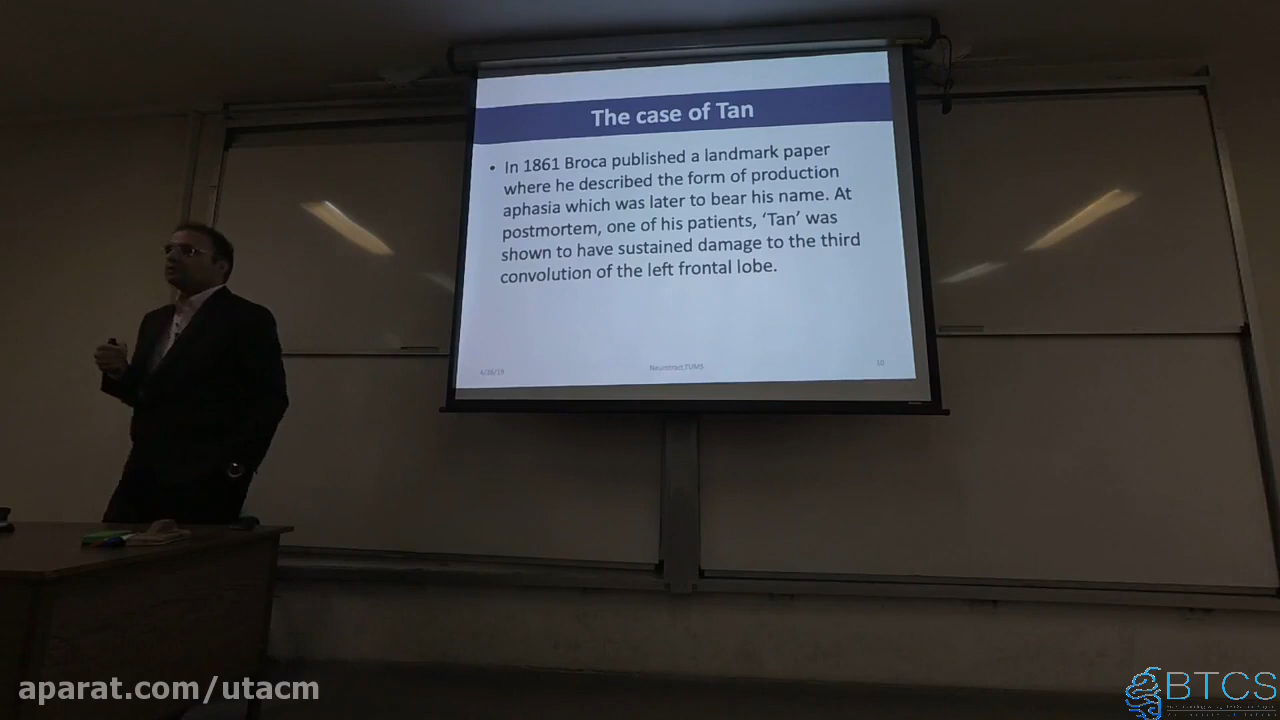 The case of Tan
• In 1861 Broca published a landmark paper
where he described the form of production
aphasia which was later to bear his name. At
postmortem, one of his patients, ‘Tan’ was
shown to have sustained damage to the third
convolution of the left frontal lobe.
10
aparat.com/utacm
BTCS